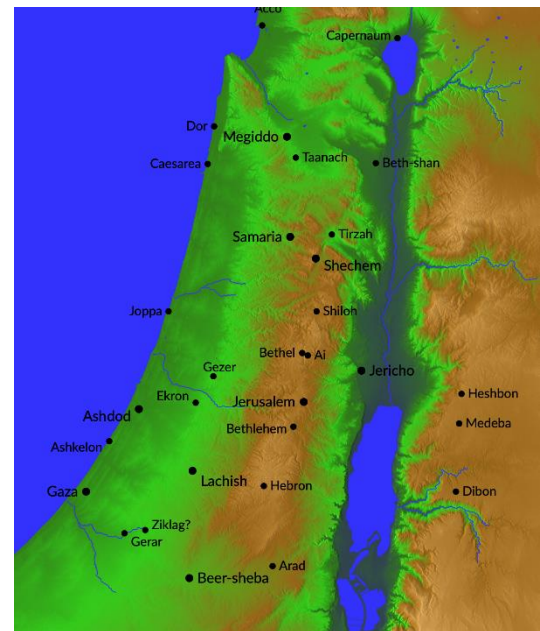 Acco
Capernaum
Dor
Megiddo
Taanach
Caesarea
Beth-shan
Samaria
Tirzah
Shechem
Joppa
Shiloh
Bethel
Ai
Gezer
Jericho
Ekron
Jerusalem
Heshbon
Ashdod
Bethlehem
Medeba
Ashkelon
Lachish
Gaza
Hebron
Dibon
Ziklag?
Gerar
Arad
Beer-sheba